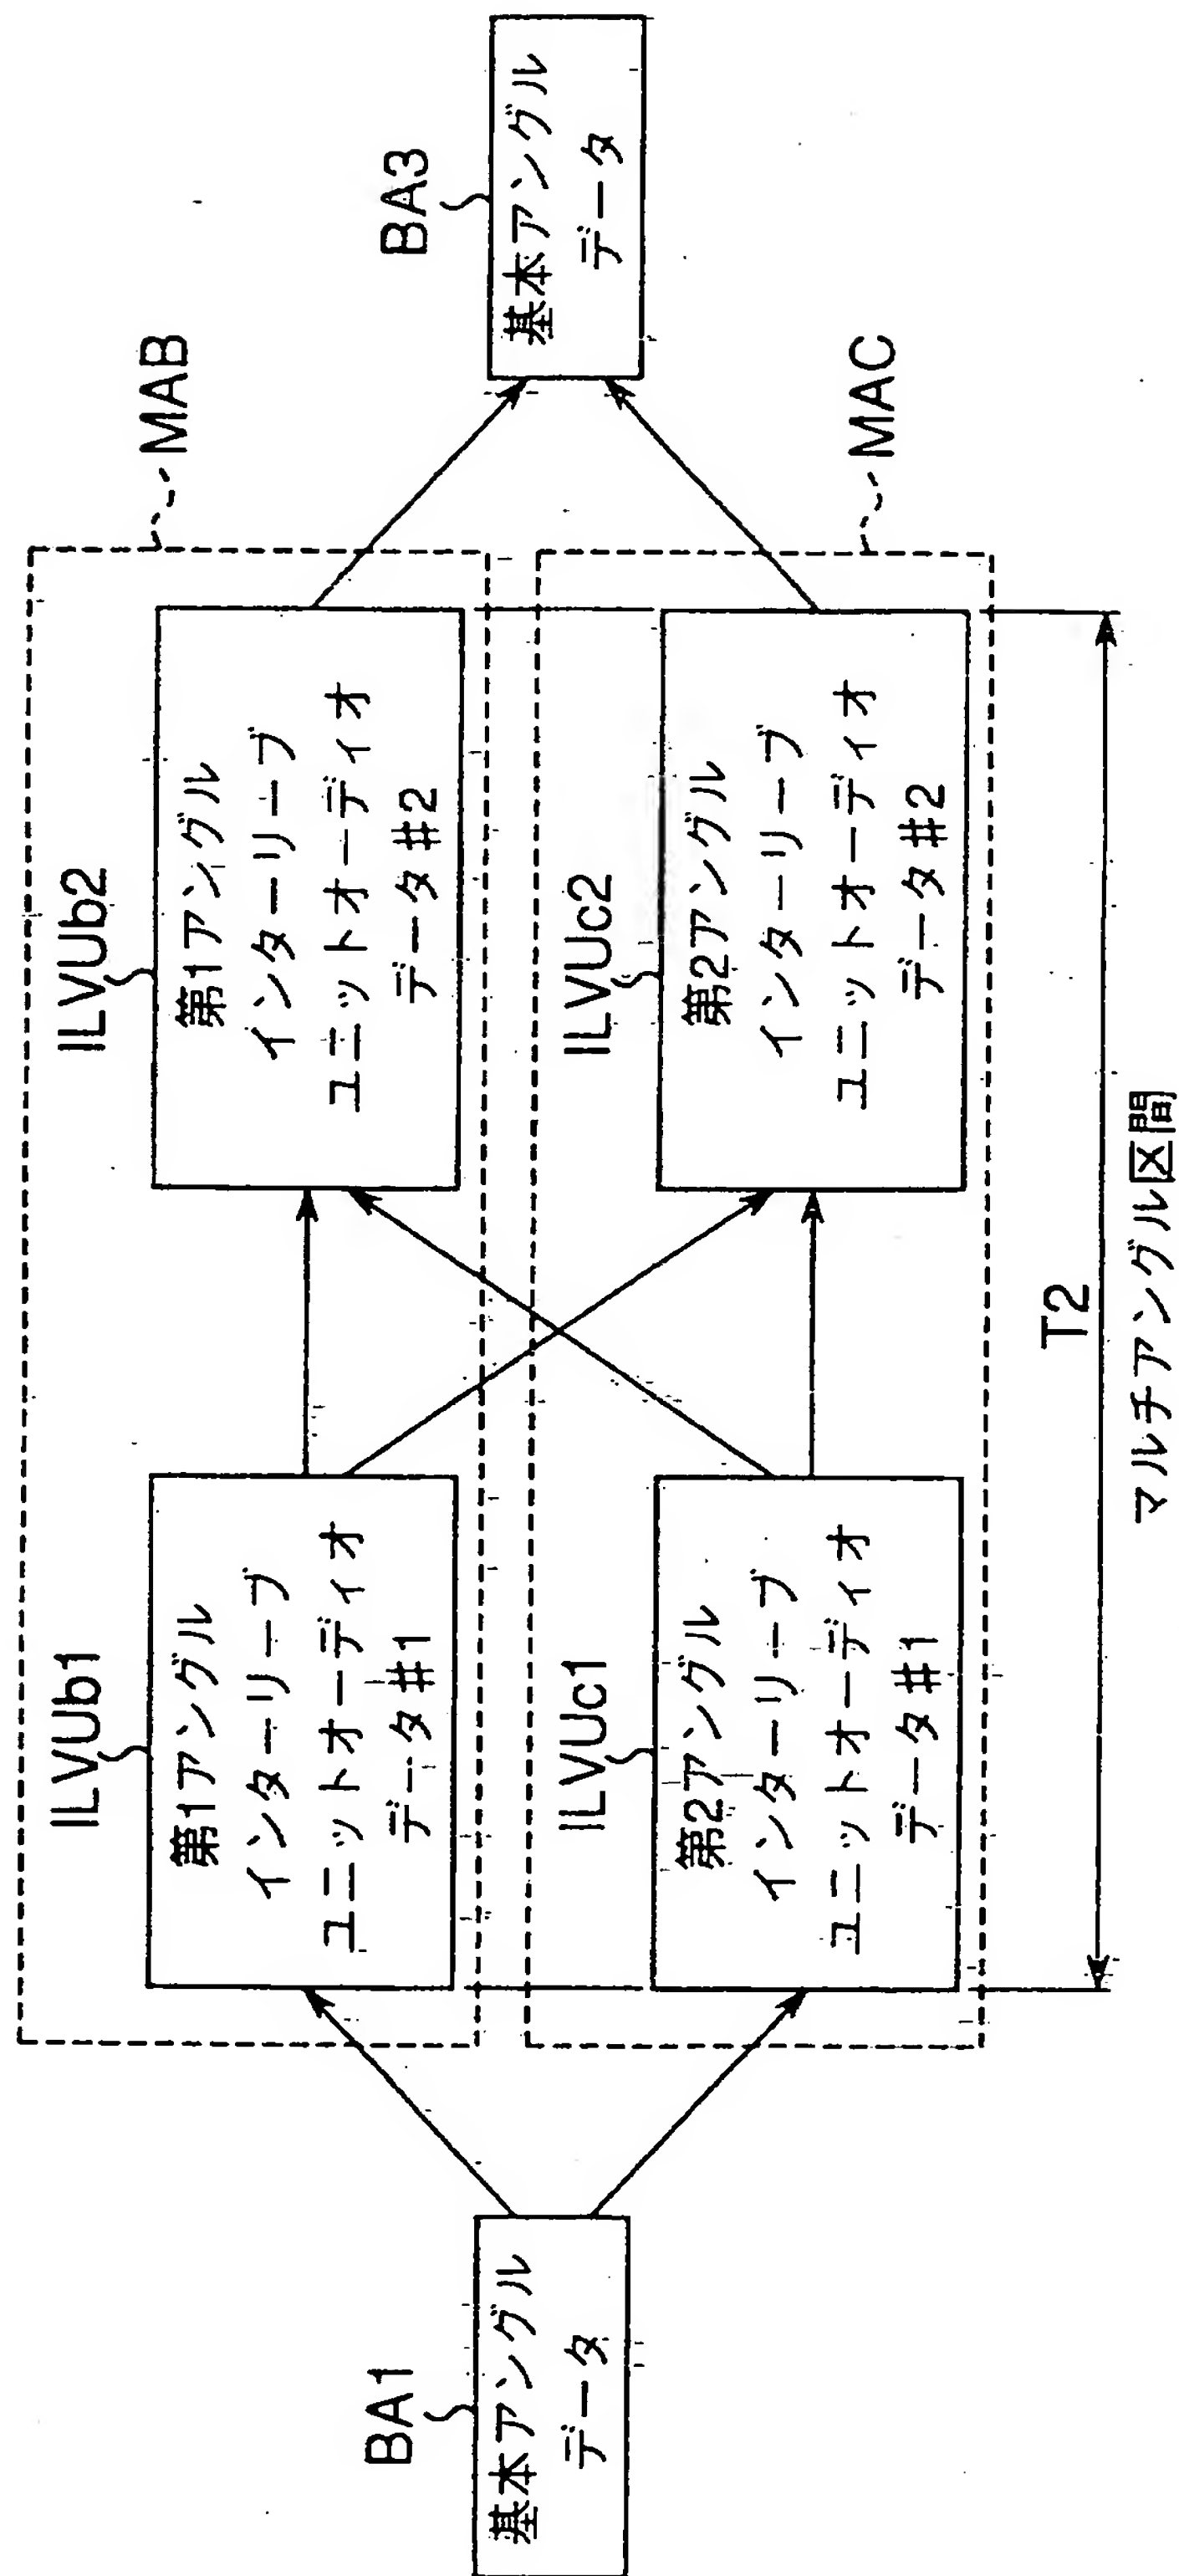 BA1
基本アングル
データ
MAB
ILVUb1
第1アングル
インターリーブ
ユニットオーディオ
データ#1
ILVUb2
第1アングル
インターリーブ
ユニットオーディオ
データ#2
MAC
ILVUc1
第2アングル
インターリーブ
ユニットオーディオ
データ#1
ILVUc2
第2アングル
インターリーブ
ユニットオーディオ
データ#2
BA3
基本アングル
データ
T2
マルチアングル区間